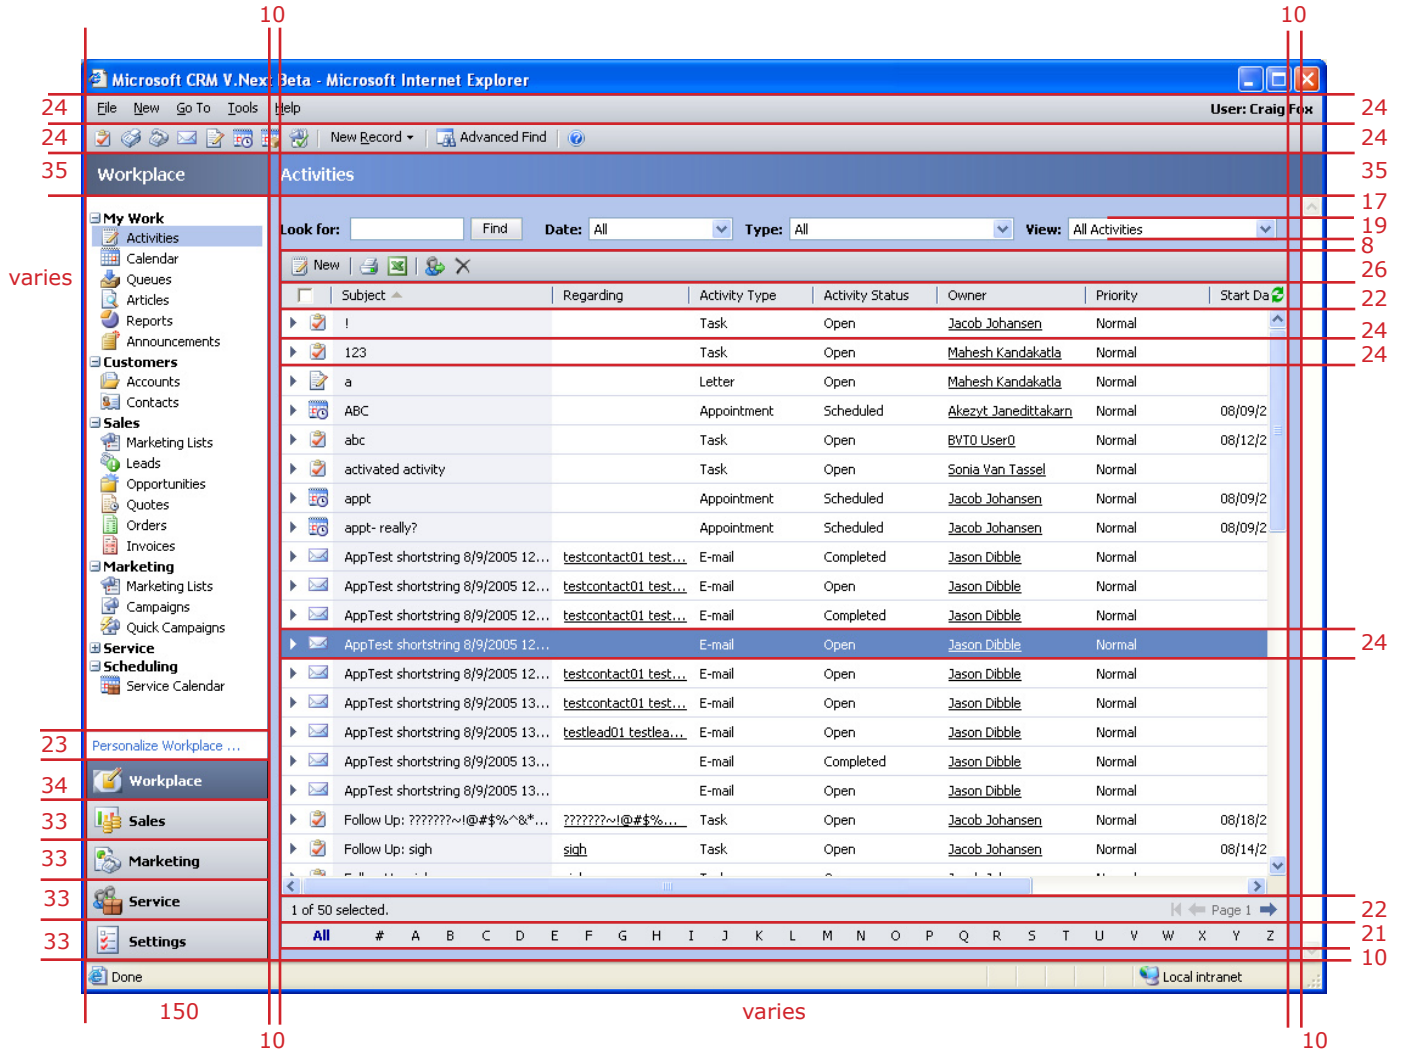 10 10
Microsoft CRM V.Next Beta - Microsoft Internet Explorer
24 File New Go To Tools Help User: Craig Fox 24
24 New Record Advanced Find 24
35 Workplace Activities 35
17
Look for: Find Date: All Type: All View: All Activities 19
8
varies
My Work
Activities
Calendar
Queues
Articles
Reports
Announcements
Customers
Accounts
Contacts
Sales
Marketing Lists
Leads
Opportunities
Quotes
Orders
Invoices
Marketing
Marketing Lists
Campaigns
Quick Campaigns
Service
Scheduling
Service Calendar
23 Personalize Workplace ...
34 Workplace
33 Sales
33 Marketing
33 Service
33 Settings
New 26
Subject Regarding Activity Type Activity Status Owner Priority Start Da 22
! Task Open Jacob Johansen Normal
24
123 Task Open Mahesh Kandakatla Normal 24
a Letter Open Mahesh Kandakatla Normal
ABC Appointment Scheduled Akezyt Janedittakarn Normal 08/09/2
abc Task Open BVT0 User0 Normal 08/12/2
activated activity Task Open Sonia Van Tassel Normal
appt Appointment Scheduled Jacob Johansen Normal 08/09/2
appt- really? Appointment Scheduled Jacob Johansen Normal 08/09/2
AppTest shortstring 8/9/2005 12... testcontact01 test... E-mail Completed Jason Dibble Normal
AppTest shortstring 8/9/2005 12... testcontact01 test... E-mail Open Jason Dibble Normal
AppTest shortstring 8/9/2005 12... testcontact01 test... E-mail Completed Jason Dibble Normal
AppTest shortstring 8/9/2005 12... E-mail Open Jason Dibble Normal 24
AppTest shortstring 8/9/2005 12... testcontact01 test... E-mail Open Jason Dibble Normal
AppTest shortstring 8/9/2005 13... testcontact01 test... E-mail Open Jason Dibble Normal
AppTest shortstring 8/9/2005 13... testlead01 testlea... E-mail Open Jason Dibble Normal
AppTest shortstring 8/9/2005 13... E-mail Completed Jason Dibble Normal
AppTest shortstring 8/9/2005 13... E-mail Open Jason Dibble Normal
Follow Up: ???????~!@#$%^&*... ???????~!@#$%... Task Open Jacob Johansen Normal 08/18/2
Follow Up: sigh sigh Task Open Jacob Johansen Normal 08/14/2
1 of 50 selected. Page 1 22
All # A B C D E F G H I J K L M N O P Q R S T U V W X Y Z 21
10
Done Local intranet
150 varies
10 10